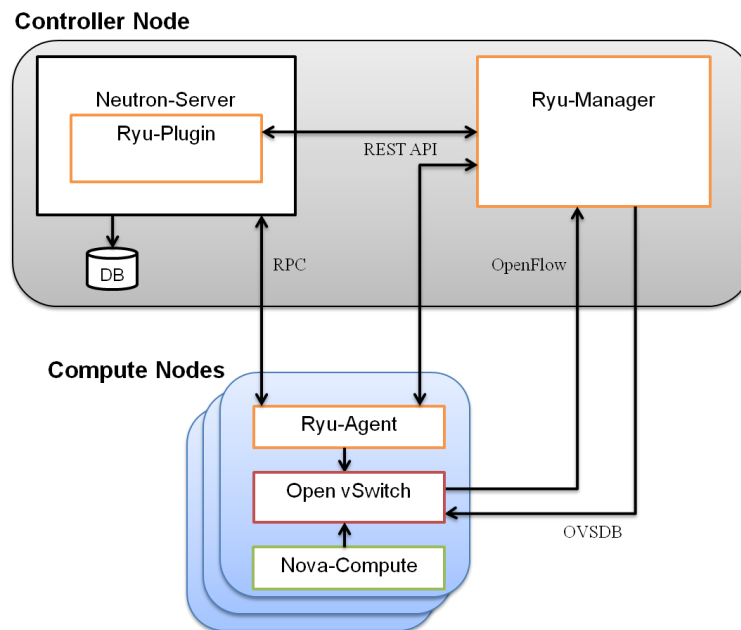 Controller Node
Neutron-Server
Ryu-Plugin
Ryu-Manager
REST API
DB
RPC
OpenFlow
Compute Nodes
Ryu-Agent
Open vSwitch
OVSDB
Nova-Compute